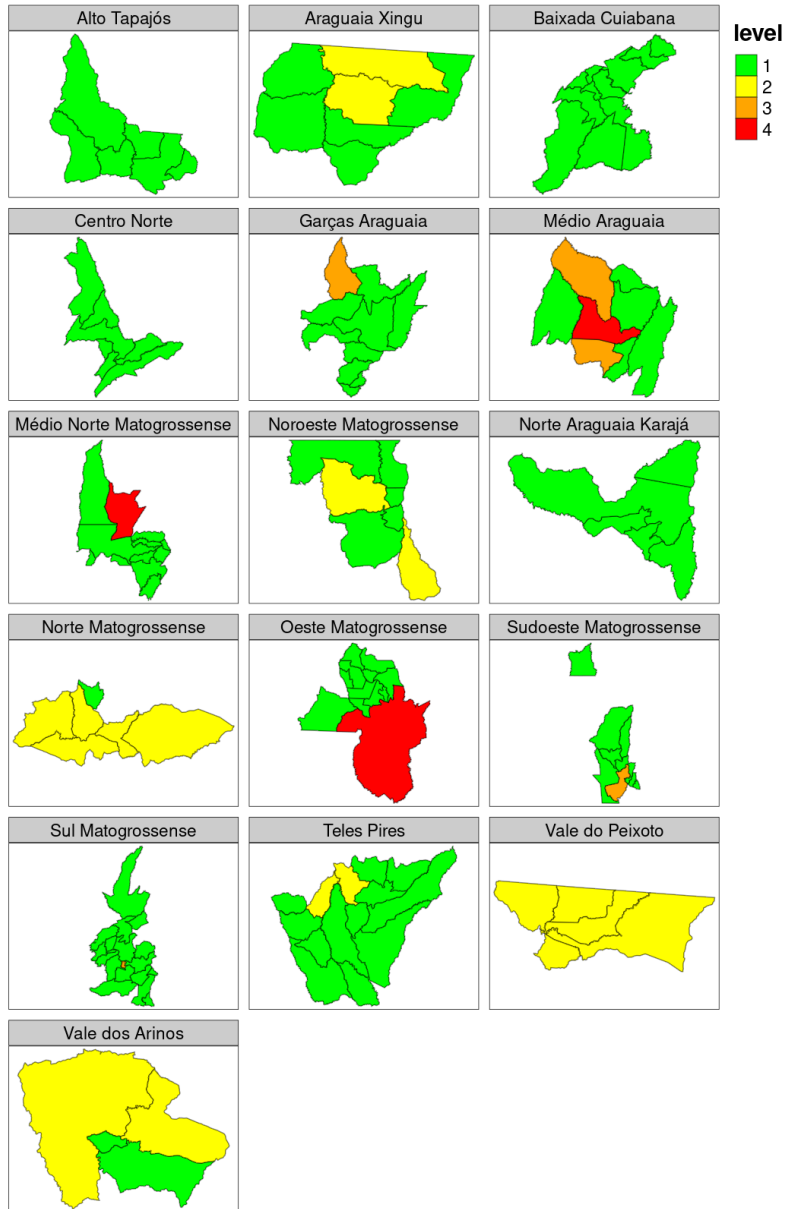 Alto Tapajós
Araguaia Xingu
Baixada Cuiabana
level
1
2
3
4
Centro Norte
Garças Araguaia
Médio Araguaia
Médio Norte Matogrossense
Noroeste Matogrossense
Norte Araguaia Karajá
Norte Matogrossense
Oeste Matogrossense
Sudoeste Matogrossense
Sul Matogrossense
Teles Pires
Vale do Peixoto
Vale dos Arinos